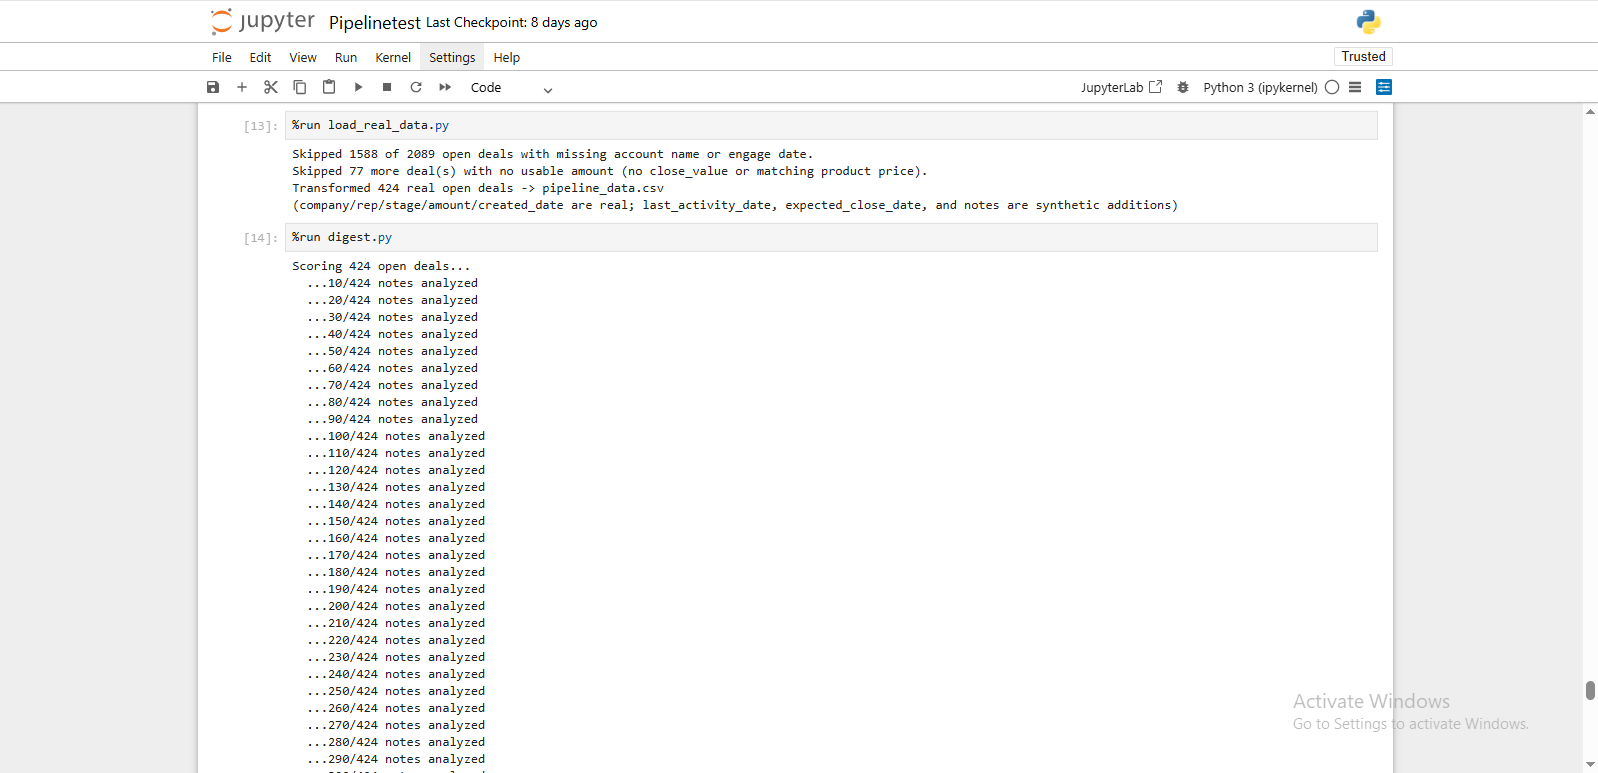 jupyter Pipelinetest Last Checkpoint: 8 days ago
File Edit View Run Kernel Settings Help
Trusted
Code
JupyterLab
Python 3 (ipykernel)
[13]: %run load_real_data.py
Skipped 1588 of 2089 open deals with missing account name or engage date.
Skipped 77 more deal(s) with no usable amount (no close_value or matching product price).
Transformed 424 real open deals -> pipeline_data.csv
(company/rep/stage/amount/created_date are real; last_activity_date, expected_close_date, and notes are synthetic additions)
[14]: %run digest.py
Scoring 424 open deals...
...10/424 notes analyzed
...20/424 notes analyzed
...30/424 notes analyzed
...40/424 notes analyzed
...50/424 notes analyzed
...60/424 notes analyzed
...70/424 notes analyzed
...80/424 notes analyzed
...90/424 notes analyzed
...100/424 notes analyzed
...110/424 notes analyzed
...120/424 notes analyzed
...130/424 notes analyzed
...140/424 notes analyzed
...150/424 notes analyzed
...160/424 notes analyzed
...170/424 notes analyzed
...180/424 notes analyzed
...190/424 notes analyzed
...200/424 notes analyzed
...210/424 notes analyzed
...220/424 notes analyzed
...230/424 notes analyzed
...240/424 notes analyzed
...250/424 notes analyzed
...260/424 notes analyzed
...270/424 notes analyzed
...280/424 notes analyzed
...290/424 notes analyzed
Activate Windows
Go to Settings to activate Windows.